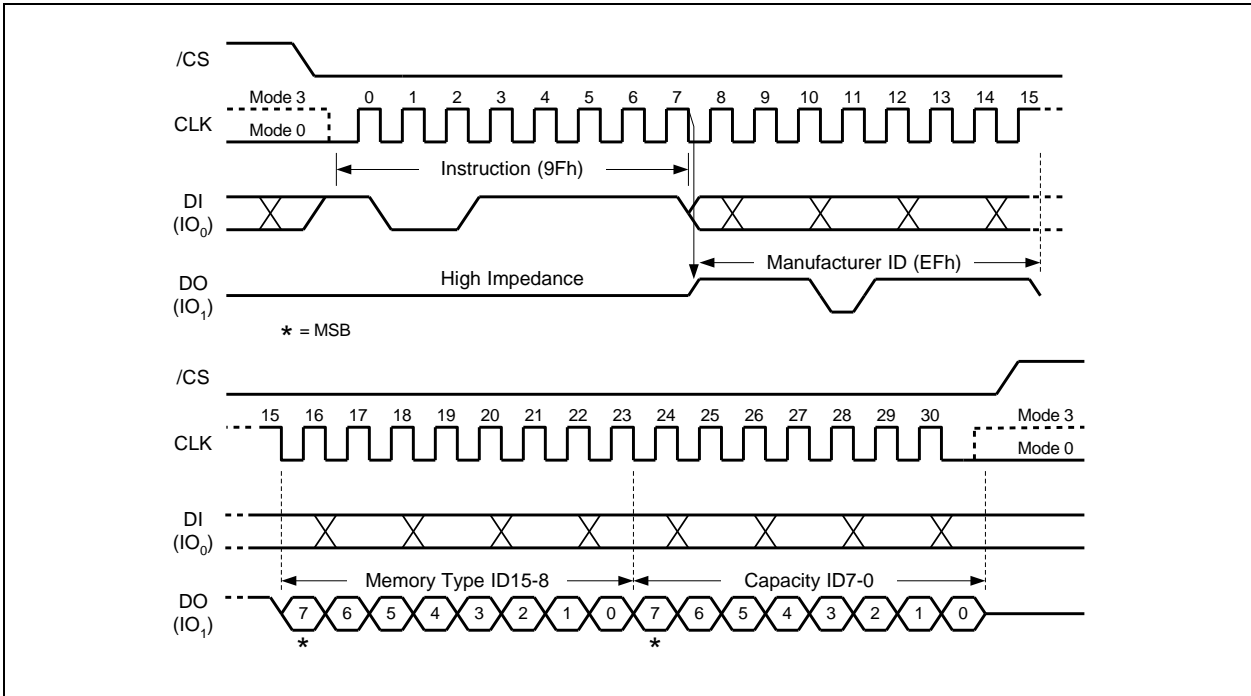 /CS
Mode 3 0 1 2 3 4 5 6 7 8 9 10 11 12 13 14 15
CLK
Mode 0
Instruction (9Fh)
DI
(IO0)
Manufacturer ID (EFh)
High Impedance
DO
(IO1)
* = MSB
/CS
15 16 17 18 19 20 21 22 23 24 25 26 27 28 29 30 Mode 3
CLK
Mode 0
DI
(IO0)
Memory Type ID15-8 Capacity ID7-0
DO 7 6 5 4 3 2 1 0 7 6 5 4 3 2 1 0
(IO1)
* *